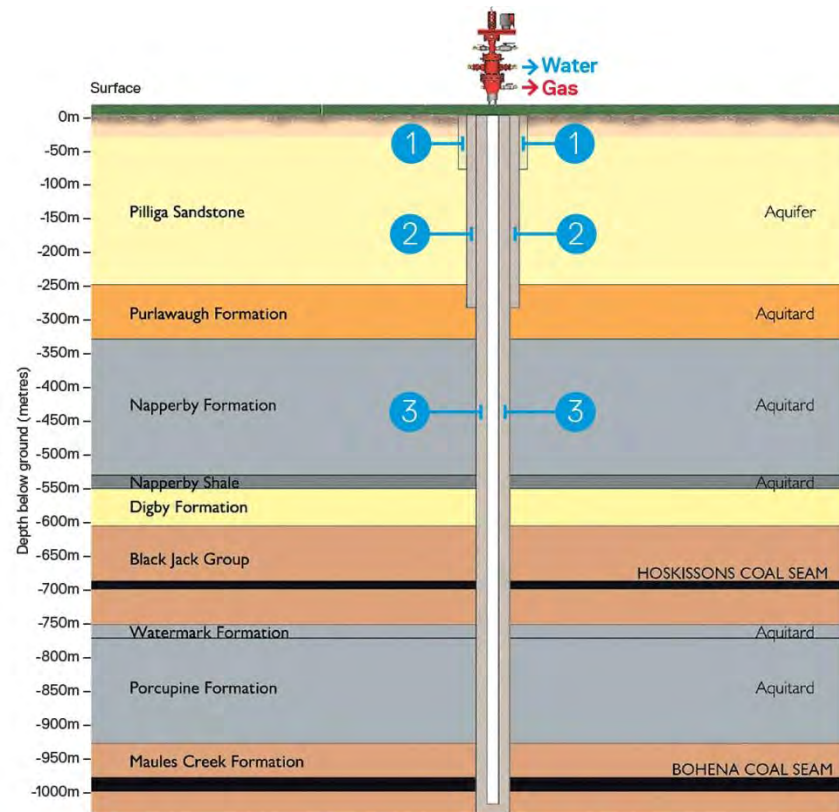 → Water
→ Gas
Surface
Depth below ground (metres)
0m
-50m
-100m
-150m
-200m
-250m
-300m
-350m
-400m
-450m
-500m
-550m
-600m
-650m
-700m
-750m
-800m
-850m
-900m
-950m
-1000m
1 1
Pilliga Sandstone Aquifer
2 2
Purlawaugh Formation Aquitard
Napperby Formation Aquitard
3 3
Napperby Shale Aquitard
Digby Formation
Black Jack Group
HOSKISSONS COAL SEAM
Watermark Formation Aquitard
Porcupine Formation Aquitard
Maules Creek Formation
BOHENA COAL SEAM